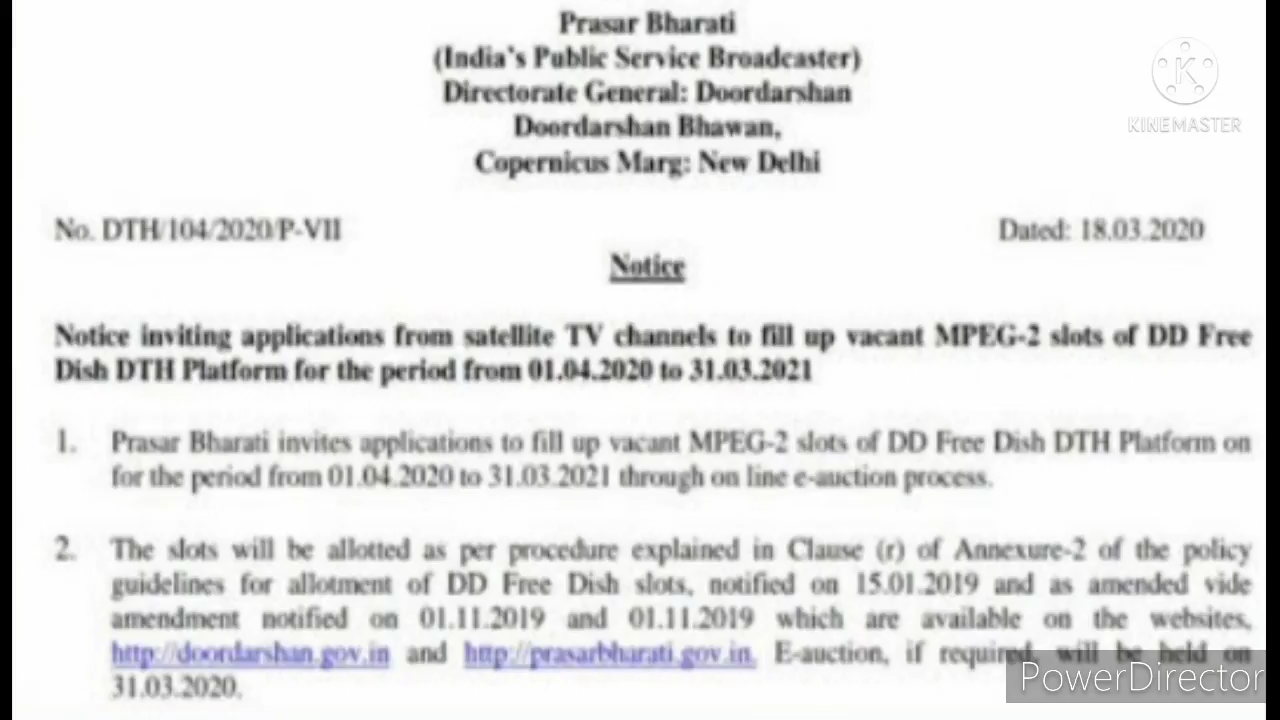 Prasar Bharati
(India's Public Service Broadcaster)
Directorate General: Doordarshan
Doordarshan Bhawan,
Copernicus Marg: New Delhi
K
KINEMASTER
No. DTH/104/2020/P-VII Dated: 18.03.2020
Notice
Notice inviting applications from satellite TV channels to fill up vacant MPEG-2 slots of DD Free
Dish DTH Platform for the period from 01.04.2020 to 31.03.2021
1. Prasar Bharati invites applications to fill up vacant MPEG-2 slots of DD Free Dish DTH Platform on
for the period from 01.04.2020 to 31.03.2021 through on line e-auction process.
2. The slots will be allotted as per procedure explained in Clause (r) of Annexure-2 of the policy
guidelines for allotment of DD Free Dish slots, notified on 15.01.2019 and as amended vide
amendment notified on 01.11.2019 and 01.11.2019 which are available on the websites,
http://doordarshan.gov.in and http://prasarbharati.gov.in. E-auction, if required, will be held on
31.03.2020.
PowerDirector